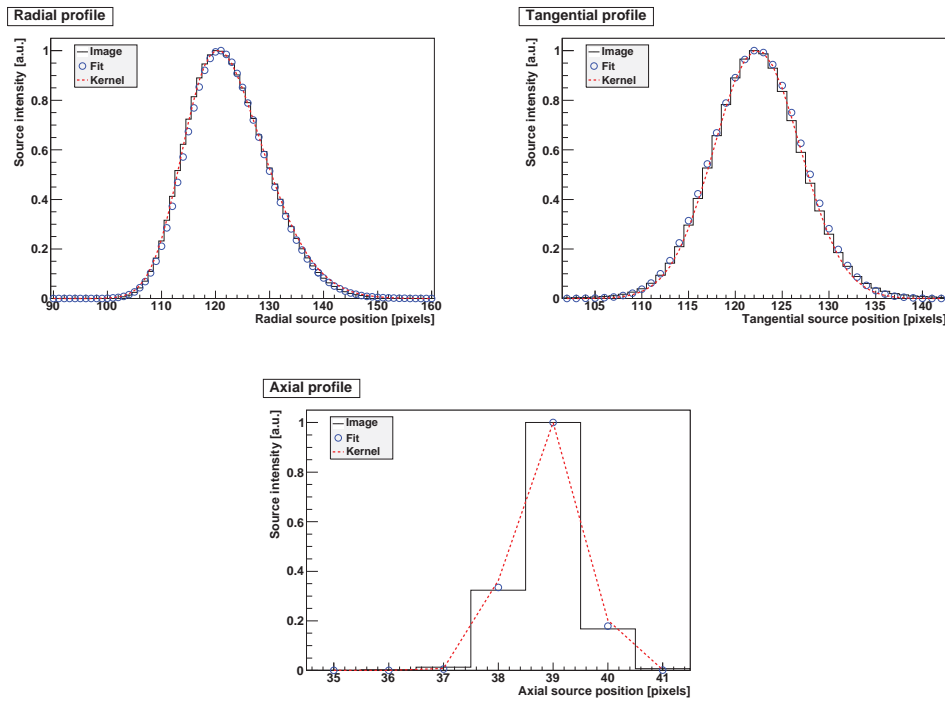 Radial profile
Source intensity [a.u.]
1
0.8
0.6
0.4
0.2
0
Image
Fit
Kernel
90 100 110 120 130 140 150 160
Radial source position [pixels]
Tangential profile
Source intensity [a.u.]
1
0.8
0.6
0.4
0.2
0
Image
Fit
Kernel
105 110 115 120 125 130 135 140
Tangential source position [pixels]
Axial profile
Source intensity [a.u.]
1
0.8
0.6
0.4
0.2
0
Image
Fit
Kernel
35 36 37 38 39 40 41
Axial source position [pixels]